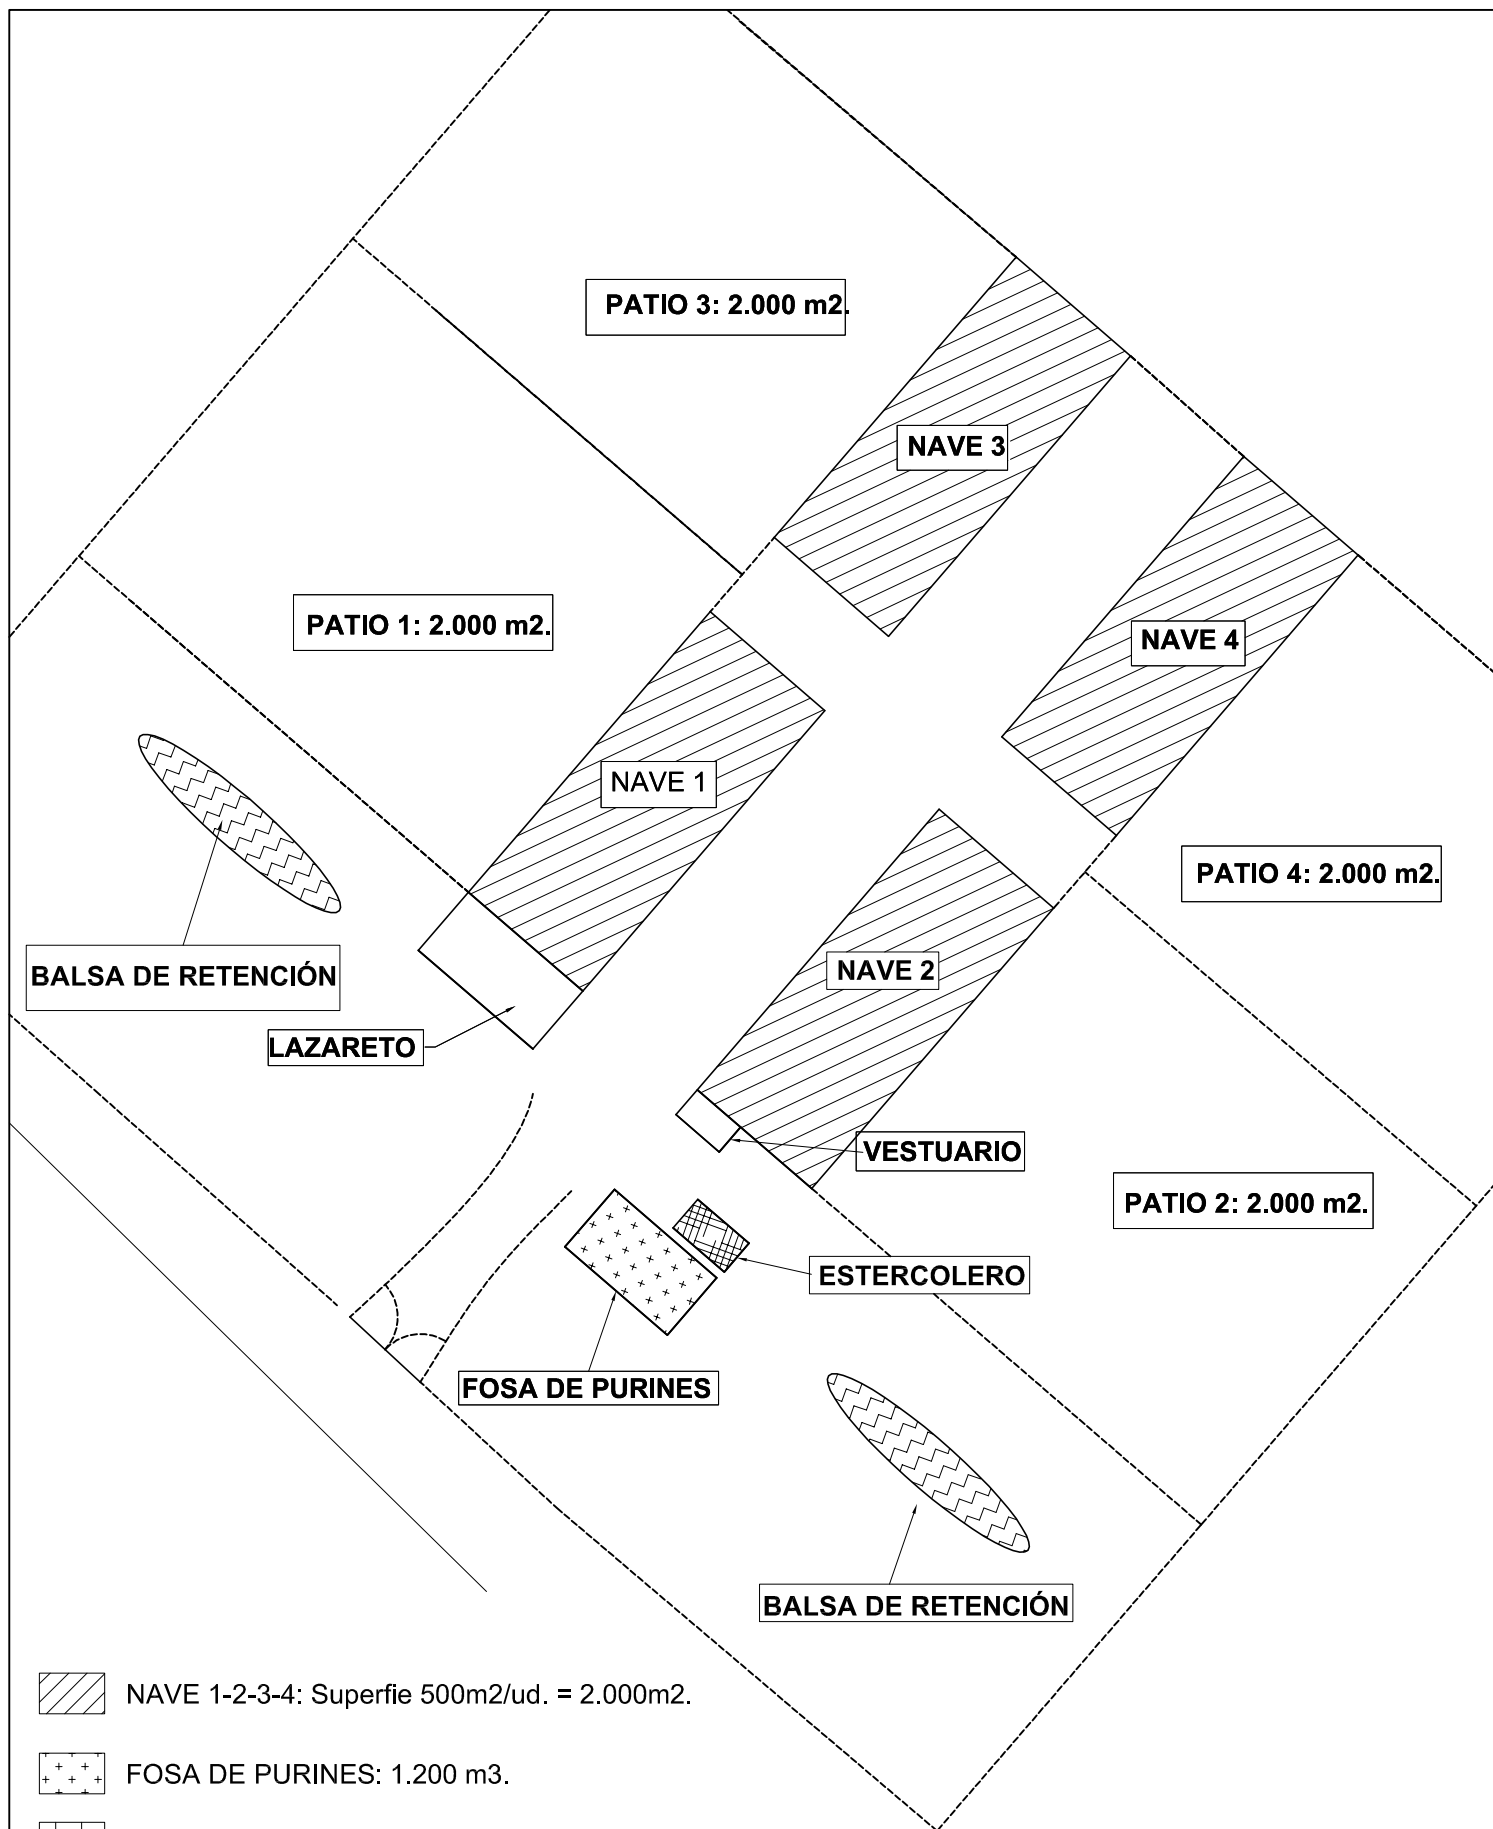 PATIO 3: 2.000 m2.
NAVE 3
PATIO 1: 2.000 m2.
NAVE 4
NAVE 1
PATIO 4: 2.000 m2.
BALSA DE RETENCIÓN
NAVE 2
LAZARETO
VESTUARIO
PATIO 2: 2.000 m2.
ESTERCOLERO
FOSA DE PURINES
BALSA DE RETENCIÓN
NAVE 1-2-3-4: Superfie 500m2/ud. = 2.000m2.
FOSA DE PURINES: 1.200 m3.